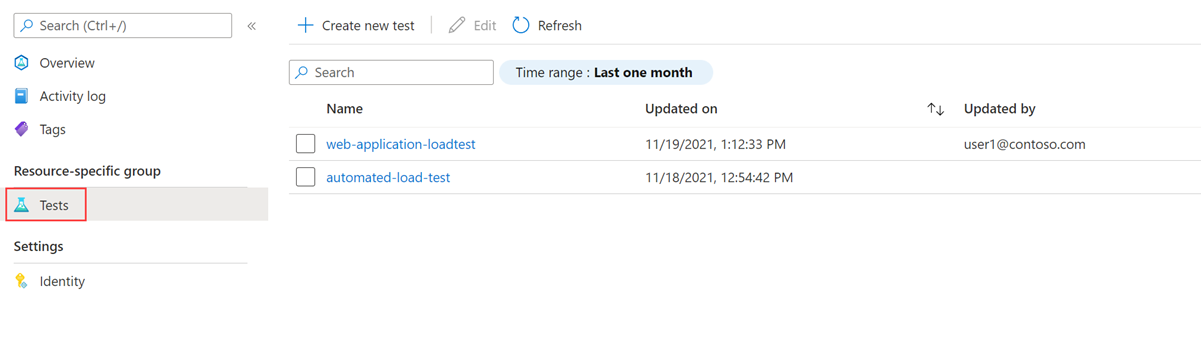 Search (Ctrl+/)
«
Overview
Activity log
Tags
Resource-specific group
Tests
Settings
Identity
Create new test
Edit
Refresh
Search
Time range : Last one month
Name Updated on Updated by
web-application-loadtest 11/19/2021, 1:12:33 PM user1@contoso.com
automated-load-test 11/18/2021, 12:54:42 PM